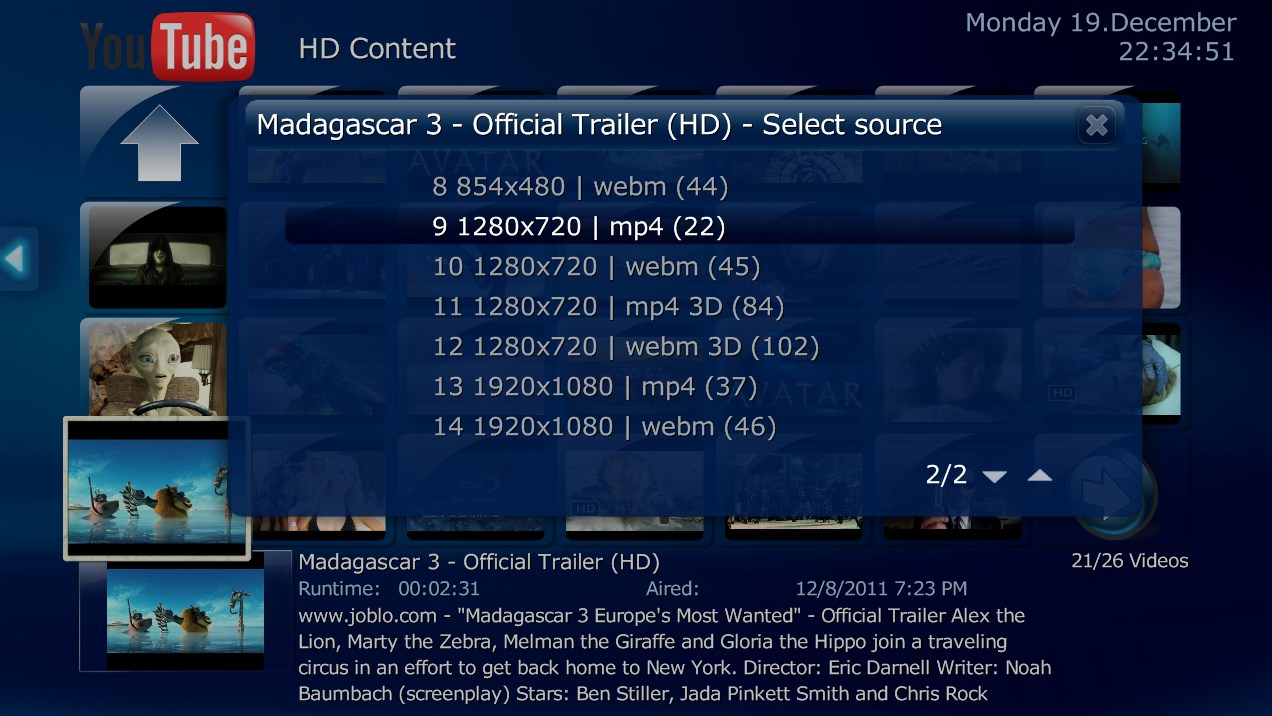 YouTube
HD Content
Monday 19.December
22:34:51
Madagascar 3 - Official Trailer (HD) - Select source
AVATAR
8 854x480 | webm (44)
9 1280x720 | mp4 (22)
10 1280x720 | webm (45)
11 1280x720 | mp4 3D (84)
12 1280x720 | webm 3D (102)
13 1920x1080 | mp4 (37)
AVATAR
HD
14 1920x1080 | webm (46)
2/2
HD
21/26 Videos
Madagascar 3 - Official Trailer (HD)
Runtime: 00:02:31 Aired: 12/8/2011 7:23 PM
www.joblo.com - "Madagascar 3 Europe's Most Wanted" - Official Trailer Alex the
Lion, Marty the Zebra, Melman the Giraffe and Gloria the Hippo join a traveling
circus in an effort to get back home to New York. Director: Eric Darnell Writer: Noah
Baumbach (screenplay) Stars: Ben Stiller, Jada Pinkett Smith and Chris Rock